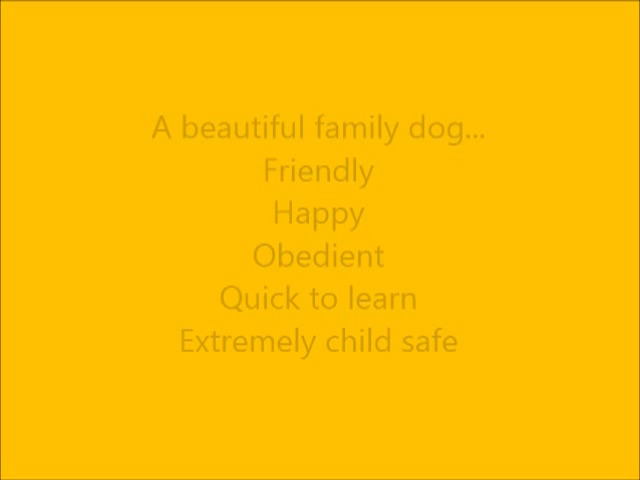 A beautiful family dog...
Friendly
Happy
Obedient
Quick to learn
Extremely child safe